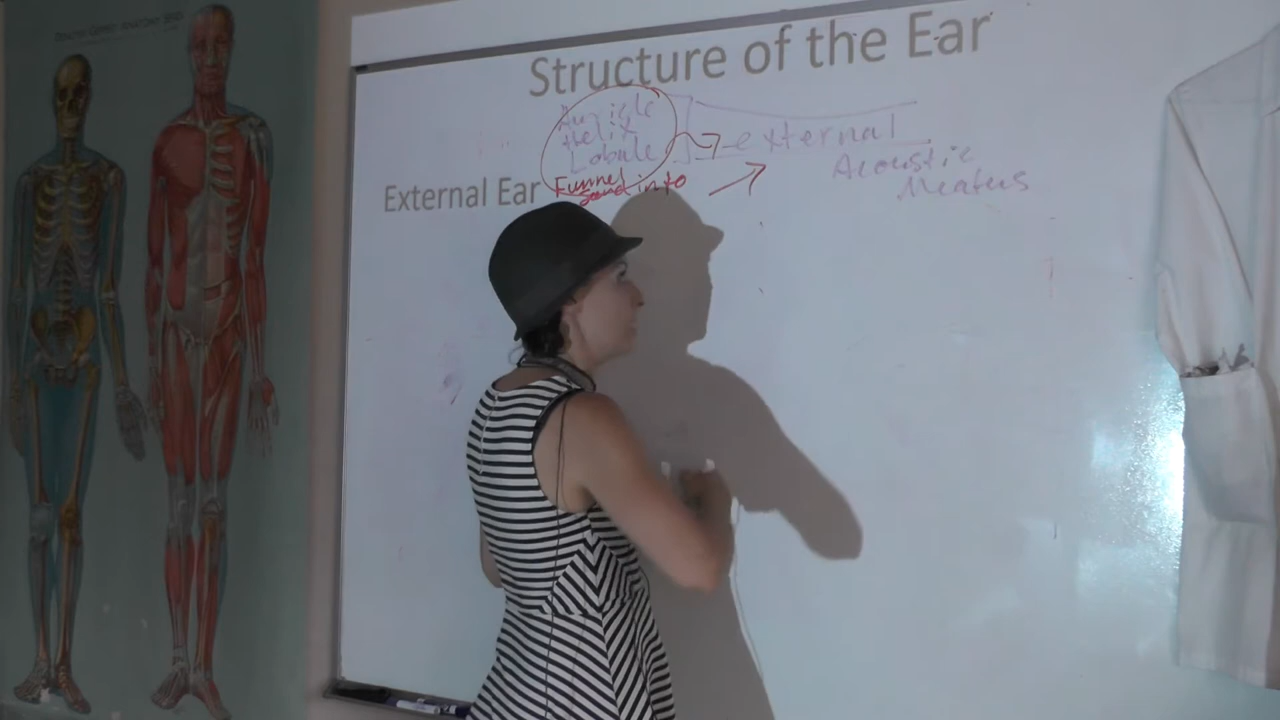 Structure of the Ear
Auricle
Helix
Lobule
external
Acoustic
Meatus
External Ear
Funnel
sound into